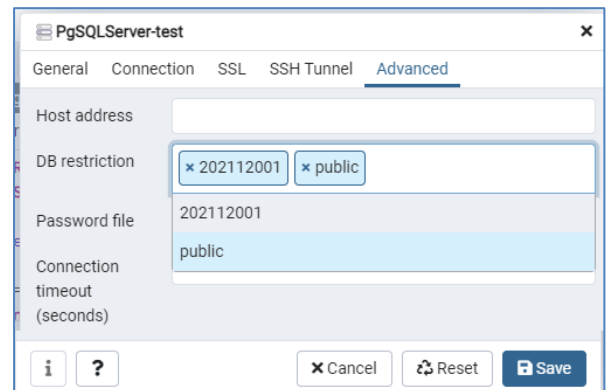 PgSQLServer-test ×
General Connection SSL SSH Tunnel Advanced
Host address
DB restriction × 202112001 × public
202112001
Password file
public
Connection
timeout
(seconds)
i ? × Cancel Reset Save